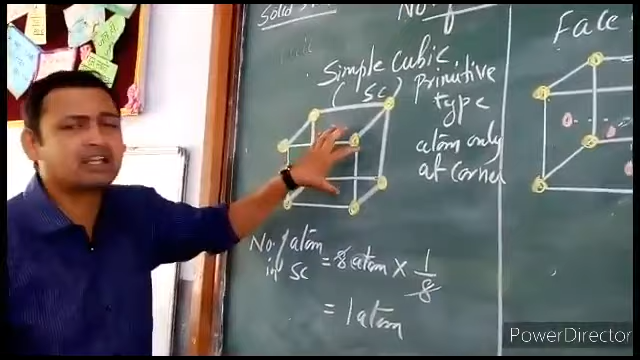 Solid
No. of
Simple Cubic
(SC)
Primitive
type
atom only
at corner
No. of atom
in SC = 8 atom × 1/8
= 1 atom
Face
PowerDirector